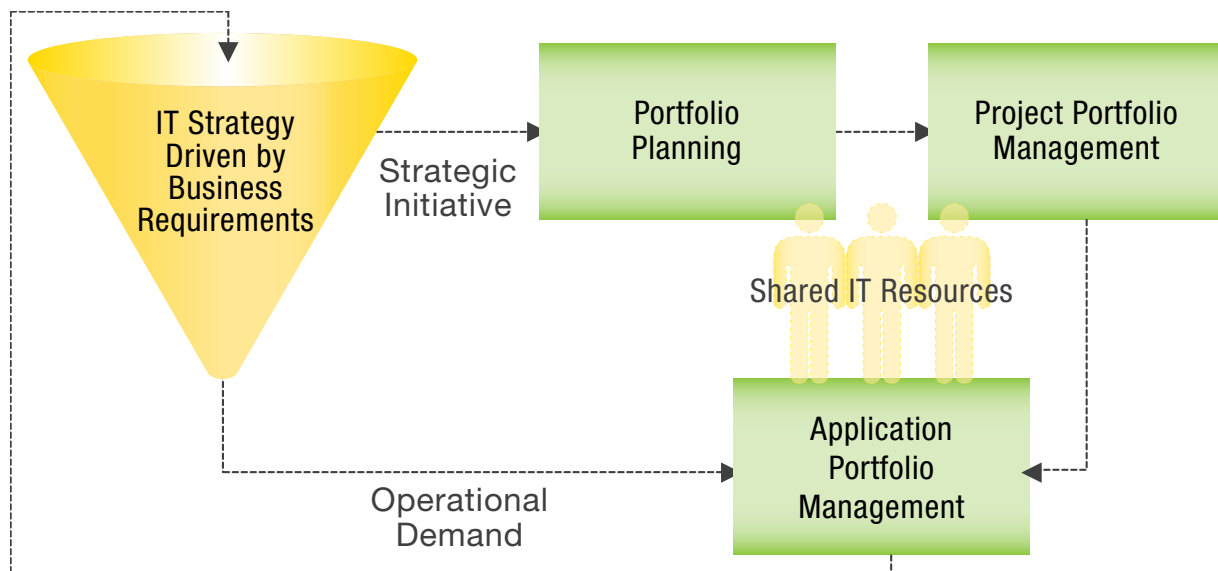 IT Strategy
Driven by
Business
Requirements
Strategic
Initiative
Portfolio
Planning
Project Portfolio
Management
Shared IT Resources
Operational
Demand
Application
Portfolio
Management